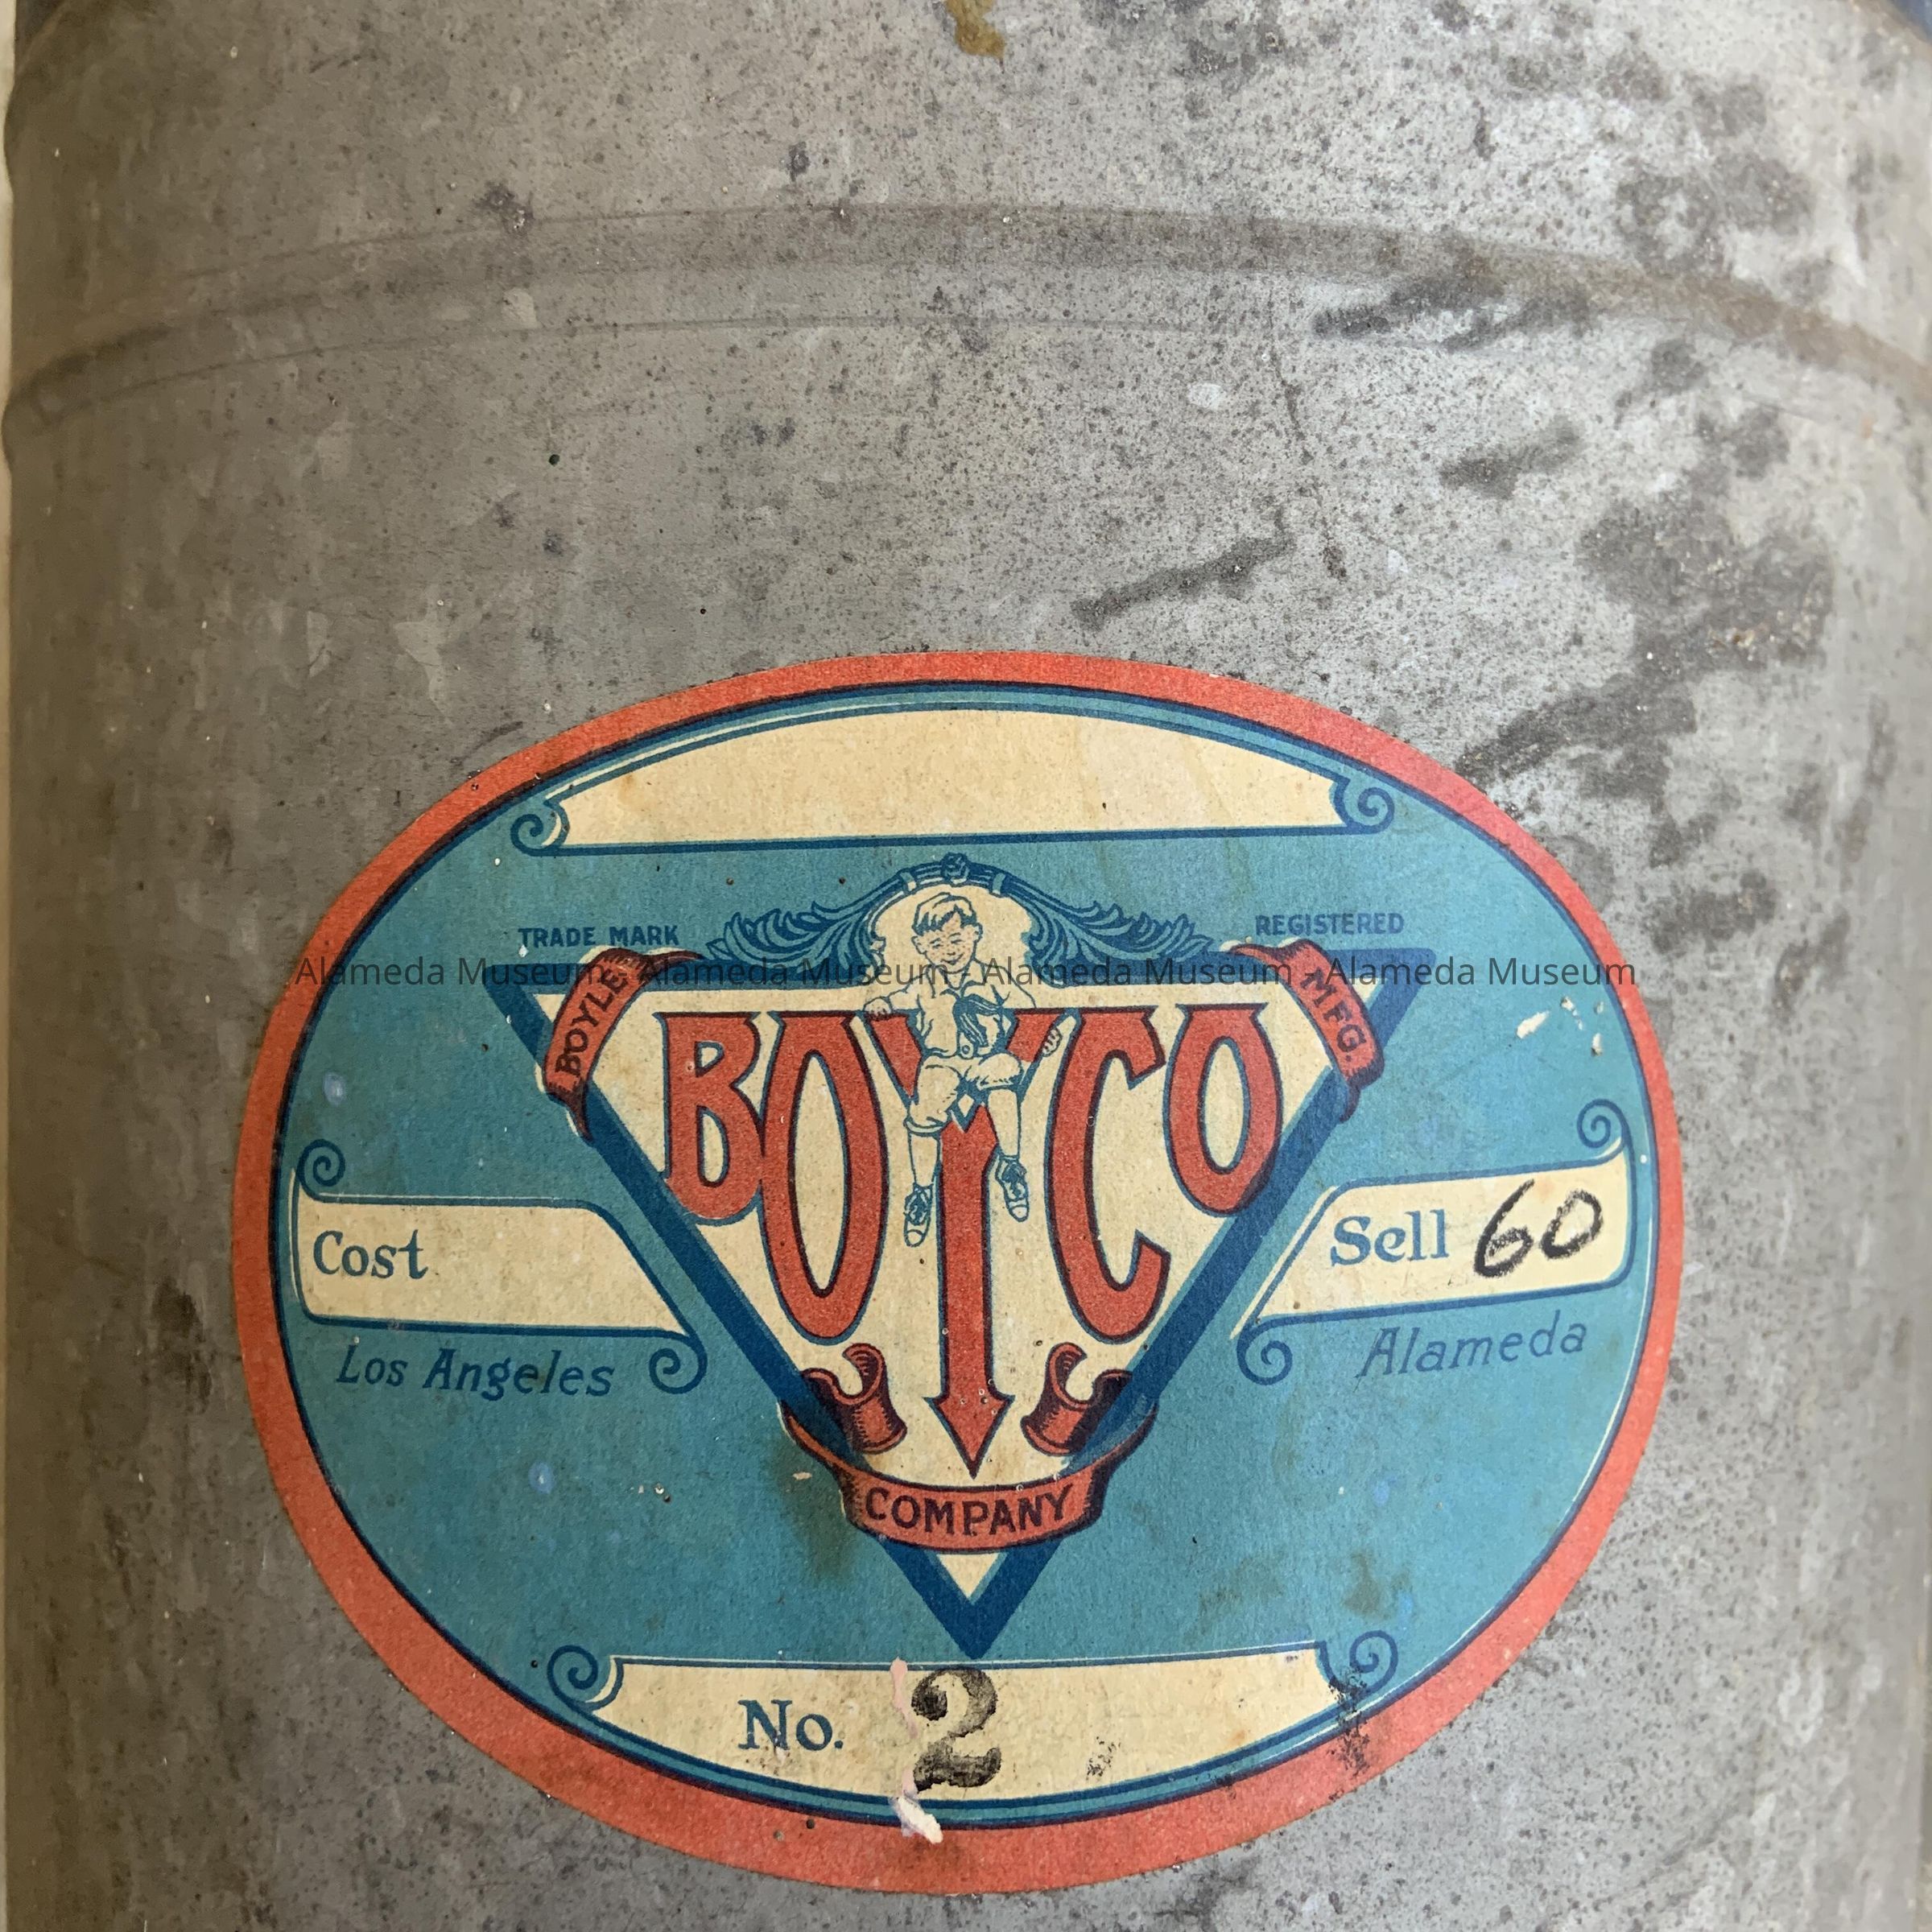 TRADE MARK
REGISTERED
Alameda Museum - Alameda Museum - Alameda Museum - Alameda Museum
BOYLE
MFG.
BOYCO
Cost
Sell 60
Los Angeles
Alameda
COMPANY
No. 2